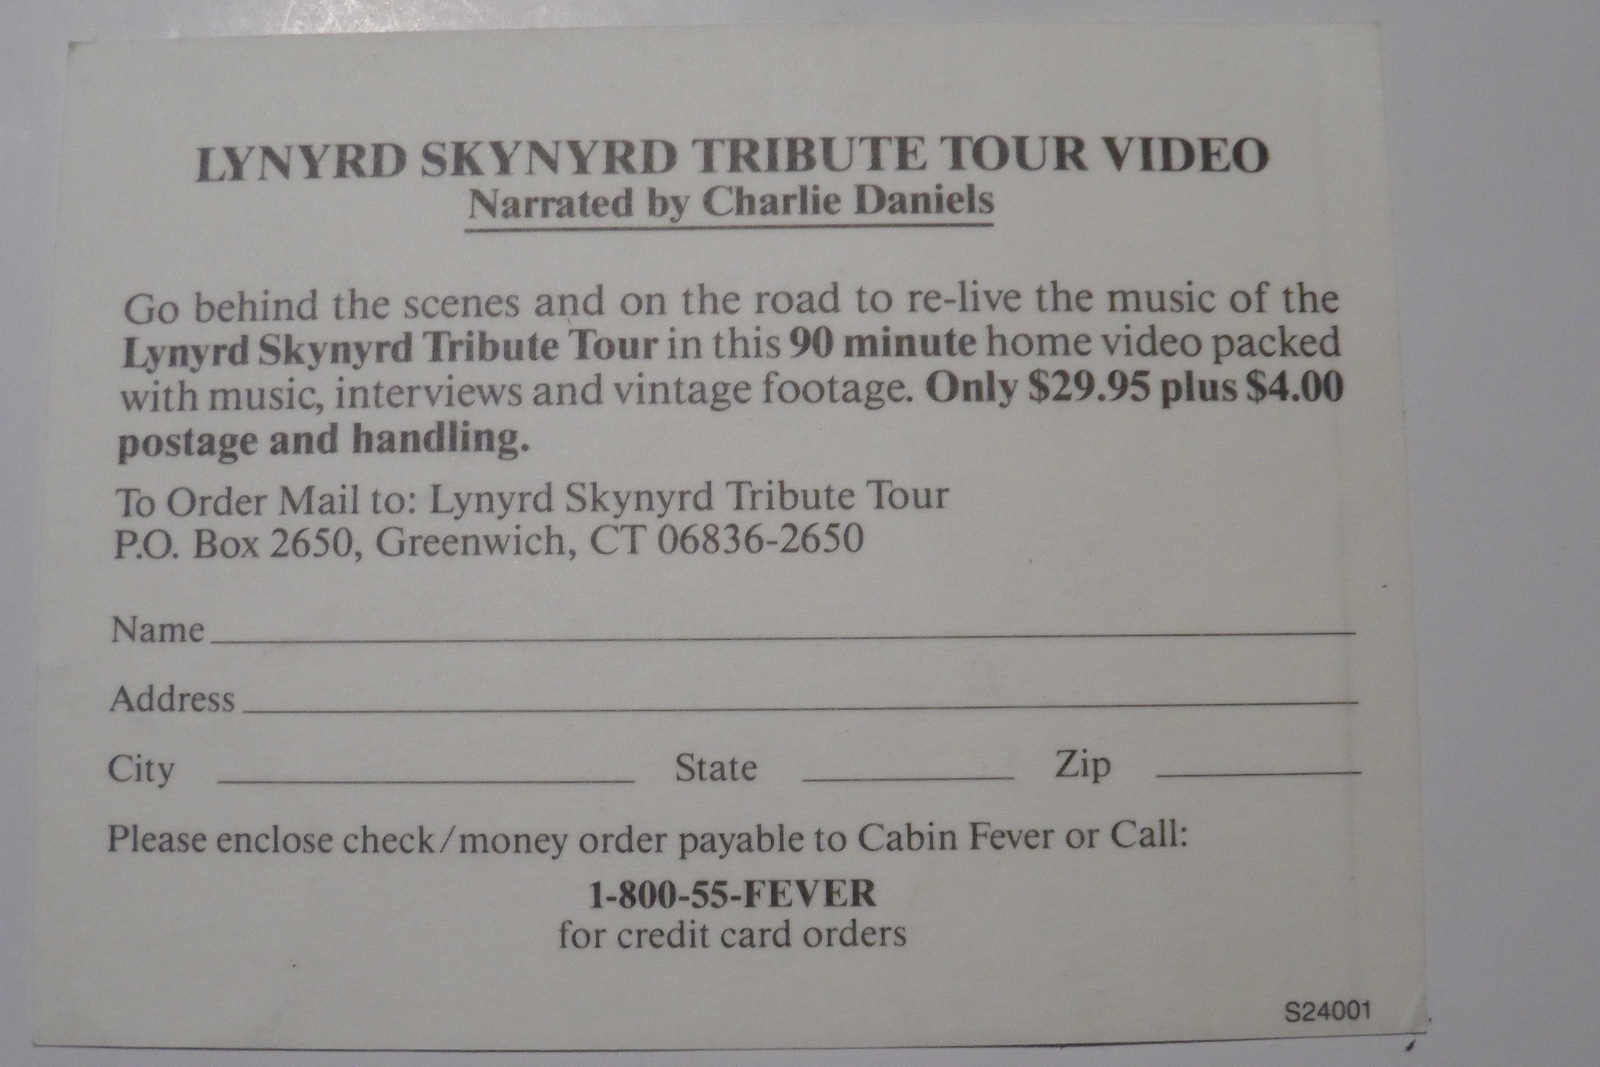 LYNYRD SKYNYRD TRIBUTE TOUR VIDEO
Narrated by Charlie Daniels
Go behind the scenes and on the road to re-live the music of the
Lynyrd Skynyrd Tribute Tour in this 90 minute home video packed
with music, interviews and vintage footage. Only $29.95 plus $4.00
postage and handling.
To Order Mail to: Lynyrd Skynyrd Tribute Tour
P.O. Box 2650, Greenwich, CT 06836-2650
Name
Address
City State Zip
Please enclose check/money order payable to Cabin Fever or Call:
1-800-55-FEVER
for credit card orders
S24001